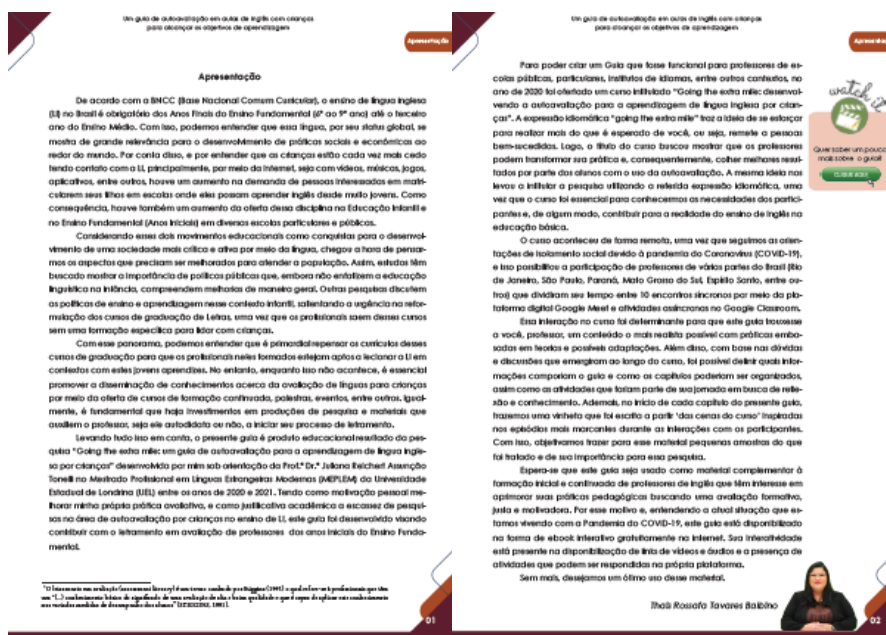 Um guia de autoavaliação em aulas de inglês com crianças
para alcançar os objetivos de aprendizagem
Apresentação
Apresentação
De acordo com a BNCC (Base Nacional Comum Curricular), o ensino de língua inglesa
(LI) no Brasil é obrigatório dos Anos Finais do Ensino Fundamental (6º ao 9º ano) até o terceiro
ano do Ensino Médio. Com isso, podemos entender que essa língua, por seu status global, se
mostra de grande relevância para o desenvolvimento de práticas sociais e econômicas ao
redor do mundo. Por conta disso, e por entender que as crianças estão cada vez mais cedo
tendo contato com a LI, principalmente, por meio da internet, seja com vídeos, músicas, jogos,
aplicativos, entre outros, houve um aumento na demanda de pessoas interessadas em matri-
cularem seus filhos em escolas onde eles possam aprender inglês desde muito jovens. Como
consequência, houve também um aumento da oferta dessa disciplina na Educação Infantil e
no Ensino Fundamental (Anos Iniciais) em diversas escolas particulares e públicas.
Considerando esses dois movimentos educacionais como conquistas para o desenvol-
vimento de uma sociedade mais crítica e ativa por meio da língua, chegou a hora de pensar-
mos os aspectos que precisam ser melhorados para atender a população. Assim, estudos têm
buscado mostrar a importância de políticas públicas que, embora não enfatizem a educação
linguística na infância, compreendem melhorias de maneira geral. Outras pesquisas discutem
as políticas de ensino e aprendizagem nesse contexto infantil, salientando a urgência na refor-
mulação dos cursos de graduação de Letras, uma vez que os profissionais saem desses cursos
sem uma formação específica para lidar com crianças.
Com esse panorama, podemos entender que é primordial repensar os currículos desses
cursos de graduação para que os profissionais neles formados estejam aptos a lecionar a LI em
contextos com estes jovens aprendizes. No entanto, enquanto isso não acontece, é essencial
promover a disseminação de conhecimentos acerca da avaliação de línguas para crianças
por meio da oferta de cursos de formação continuada, palestras, eventos, entre outras. Igual-
mente, é fundamental que haja investimentos em produções de pesquisa e materiais que
auxiliem o professor, seja ele autodidata ou não, a iniciar seu processo de letramento.
Levando tudo isso em conta, o presente guia é produto educacional resultado da pes-
quisa "Going the extra mile: um guia de autoavaliação para a aprendizagem de língua ingle-
sa por crianças" desenvolvida por mim sob orientação da Prof.ª Dr.ª Juliana Reichert Assunção
Tonelli no Mestrado Profissional em Línguas Estrangeiras Modernas (MEPLEM) da Universidade
Estadual de Londrina (UEL) entre os anos de 2020 e 2021. Tendo como motivação pessoal me-
lhorar minha própria prática avaliativa, e como justificativa acadêmica a escassez de pesqui-
sas na área de autoavaliação por crianças no ensino de LI, este guia foi desenvolvido visando
contribuir com o letramento em avaliação de professores dos anos iniciais do Ensino Funda-
mental.
01
Um guia de autoavaliação em aulas de inglês com crianças
para alcançar os objetivos de aprendizagem
Para poder criar um Guia que fosse funcional para professores de es-
colas públicas, particulares, institutos de idiomas, entre outros contextos, no
ano de 2020 foi ofertado um curso intitulado "Going the extra mile: desenvol-
vendo a autoavaliação para a aprendizagem de língua inglesa por crian-
ças". A expressão idiomática "going the extra mile" traz a ideia de se esforçar
para realizar mais do que é esperado de você, ou seja, remete a pessoas
bem-sucedidas. Logo, o título do curso buscou mostrar que os professores
podem transformar sua prática e, consequentemente, colher melhores resul-
tados por parte dos alunos com o uso da autoavaliação. A mesma ideia nos
levou a intitular a pesquisa utilizando a referida expressão idiomática, uma
vez que o curso foi essencial para conhecermos as necessidades dos partici-
pantes e, de algum modo, contribuir para a realidade do ensino de inglês na
educação básica.
O curso aconteceu de forma remota, uma vez que seguimos as orien-
tações de isolamento social devido à pandemia do Coronavírus (COVID-19),
e isso possibilitou a participação de professores de várias partes do Brasil (Rio
de Janeiro, São Paulo, Paraná, Mato Grosso do Sul, Espírito Santo, entre ou-
tros) que dividiram seu tempo entre 10 encontros síncronos por meio da pla-
taforma digital Google Meet e atividades assíncronas no Google Classroom.
Essa interação no curso foi determinante para que este guia trouxesse
a você, professor, um conteúdo o mais realista possível com práticas emba-
sadas em teorias e possíveis adaptações. Além disso, com base nas dúvidas
e discussões que emergiram ao longo do curso, foi possível definir quais infor-
mações comporiam o guia e como os capítulos poderiam ser organizados,
assim como as atividades que fariam parte de sua jornada em busca de refle-
xão e conhecimento. Ademais, no início de cada capítulo do presente guia,
trazemos uma vinheta que foi escrita a partir 'das cenas do curso' inspiradas
nos episódios mais marcantes durante as interações com os participantes.
Com isso, objetivamos trazer para esse material pequenas amostras do que
foi tratado e de sua importância para essa pesquisa.
Espera-se que este guia seja usado como material complementar à
formação inicial e continuada de professores de inglês que têm interesse em
aprimorar suas práticas pedagógicas buscando uma avaliação formativa,
justa e motivadora. Por esse motivo e, entendendo a atual situação que es-
tamos vivendo com a Pandemia do COVID-19, este guia está disponibilizado
na forma de ebook interativo gratuitamente na internet. Sua interatividade
está presente na disponibilização de links de vídeos e áudios e a presença de
atividades que podem ser respondidas na própria plataforma.
Sem mais, desejamos um ótimo uso desse material.
Thaís Rossafa Tavares Balbino
watch it
Quer saber um pouco
mais sobre o guia?
CLIQUE AQUI
02